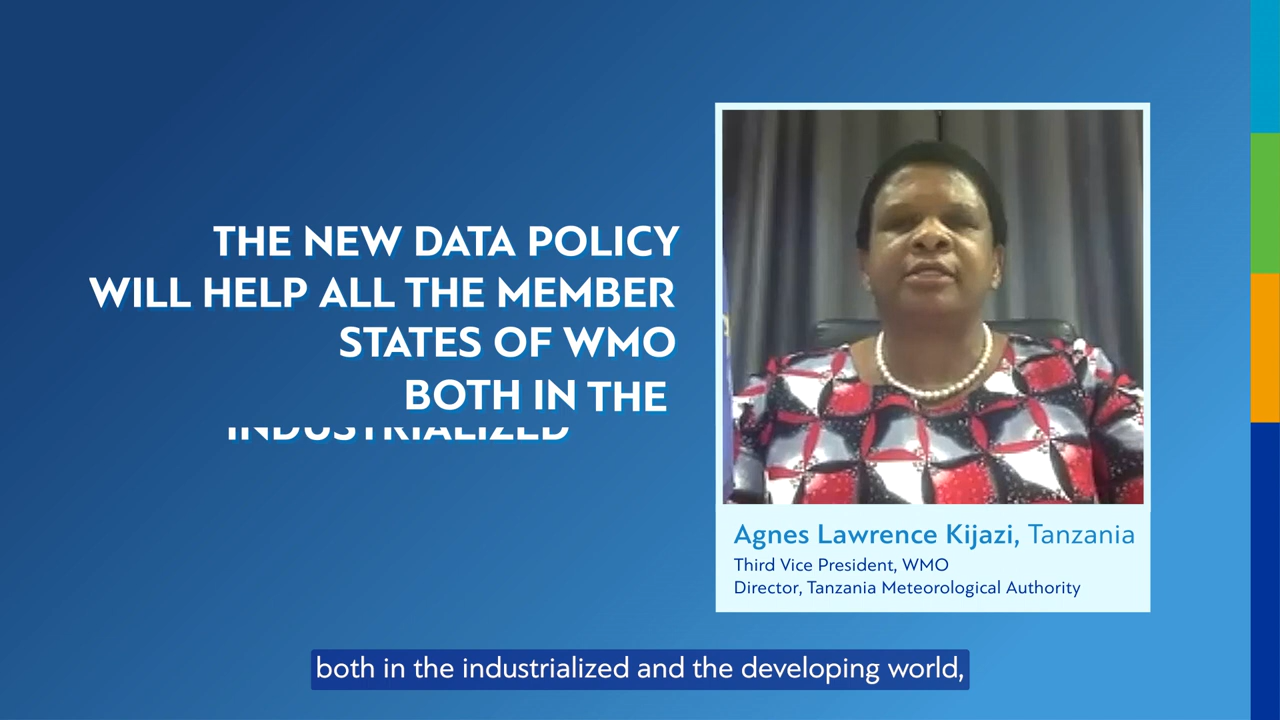 THE NEW DATA POLICY
WILL HELP ALL THE MEMBER
STATES OF WMO
BOTH IN THE
INDUSTRIALIZED
Agnes Lawrence Kijazi, Tanzania
Third Vice President, WMO
Director, Tanzania Meteorological Authority
both in the industrialized and the developing world,